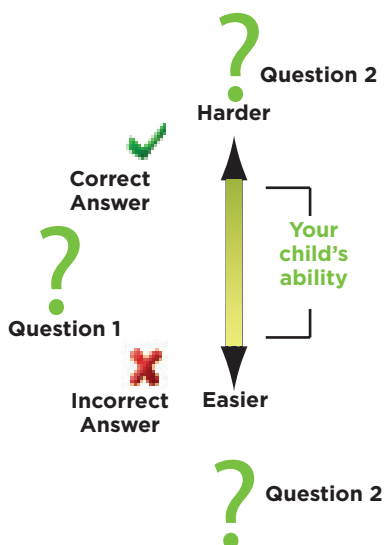 ?
Question 2
Harder
Correct
Answer
Your
child's
ability
?
Question 1
Incorrect
Answer
Easier
?
Question 2